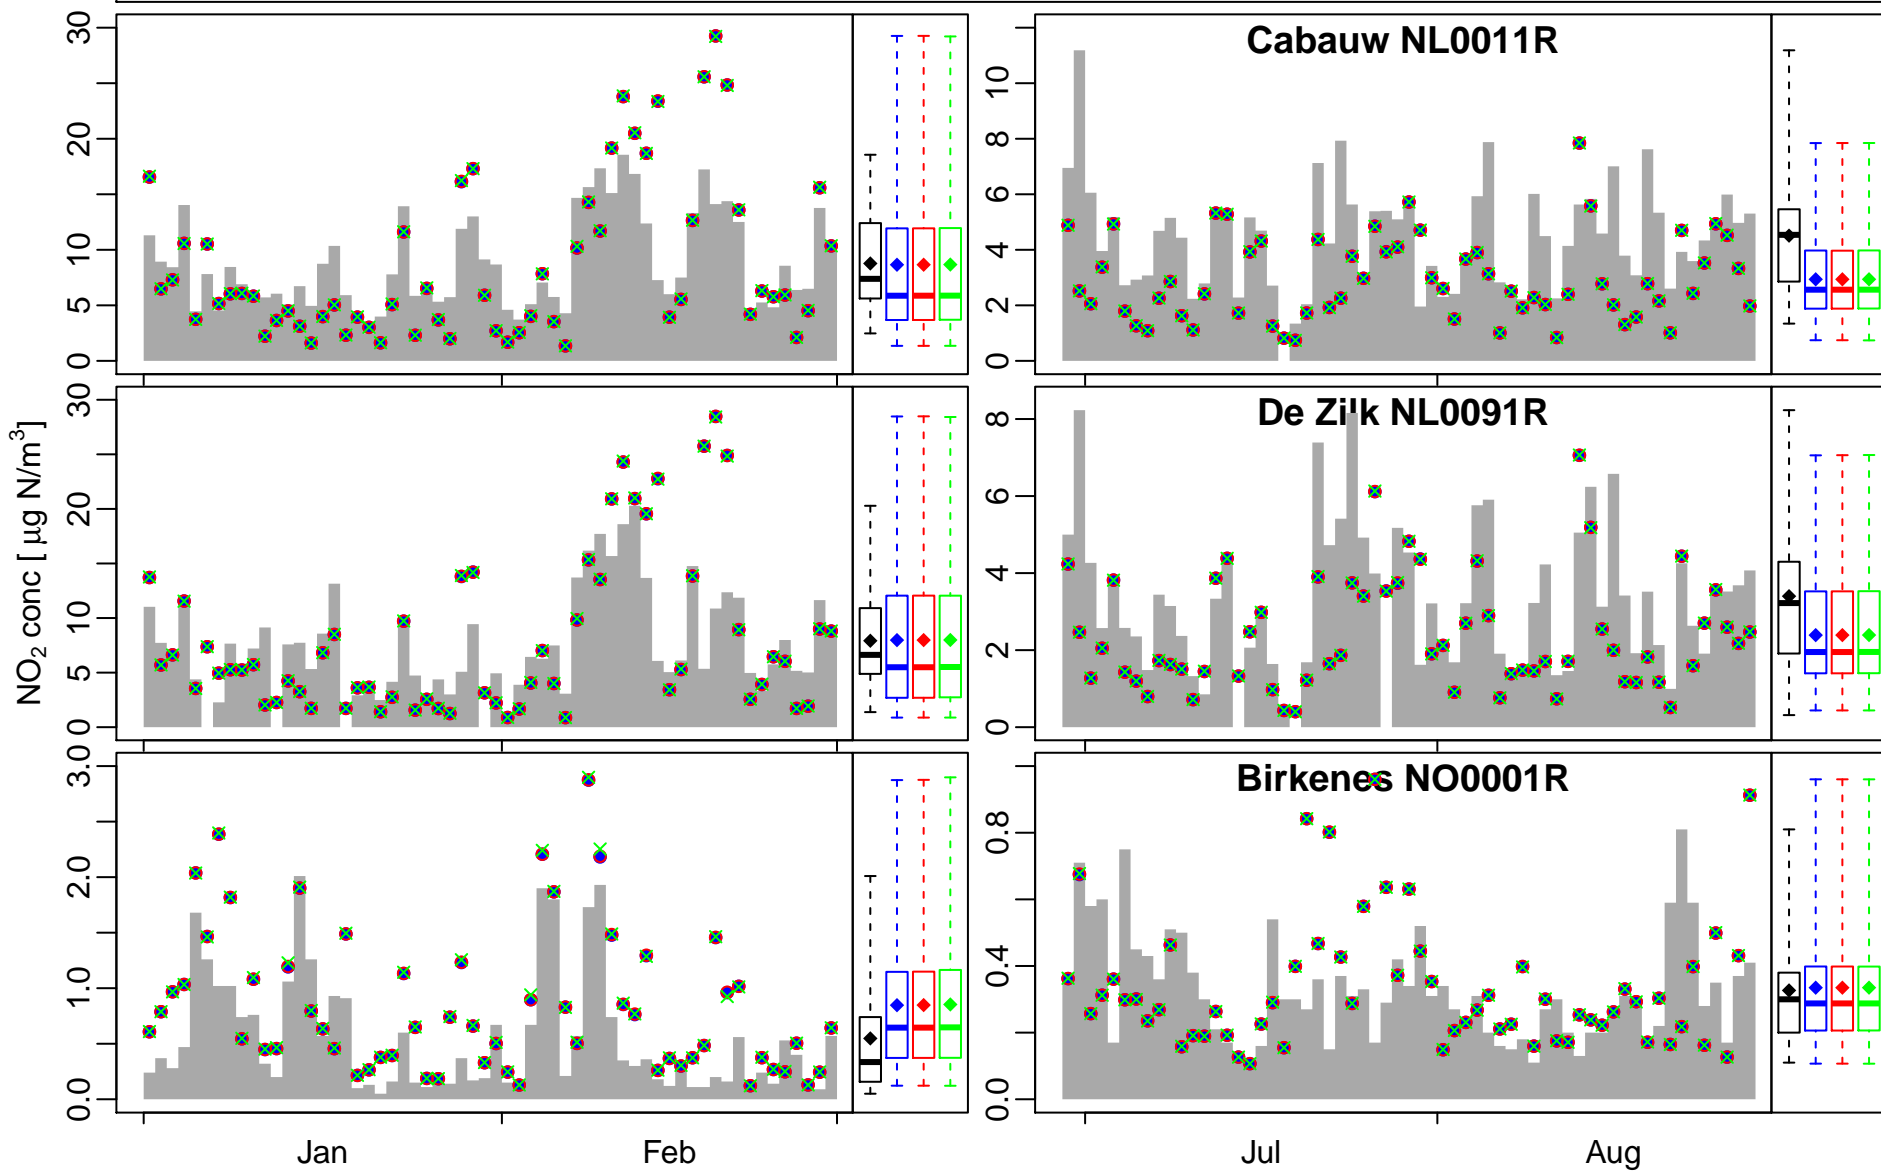 Cabauw NL0011R
0 5 10 20 30
0 2 4 6 8 10
De Zilk NL0091R
NO2 conc [ μg N/m3]
0 5 10 20 30
0 2 4 6 8
Birkenes NO0001R
0.0 1.0 2.0 3.0
0.0 0.4 0.8
Jan Feb
Jul Aug